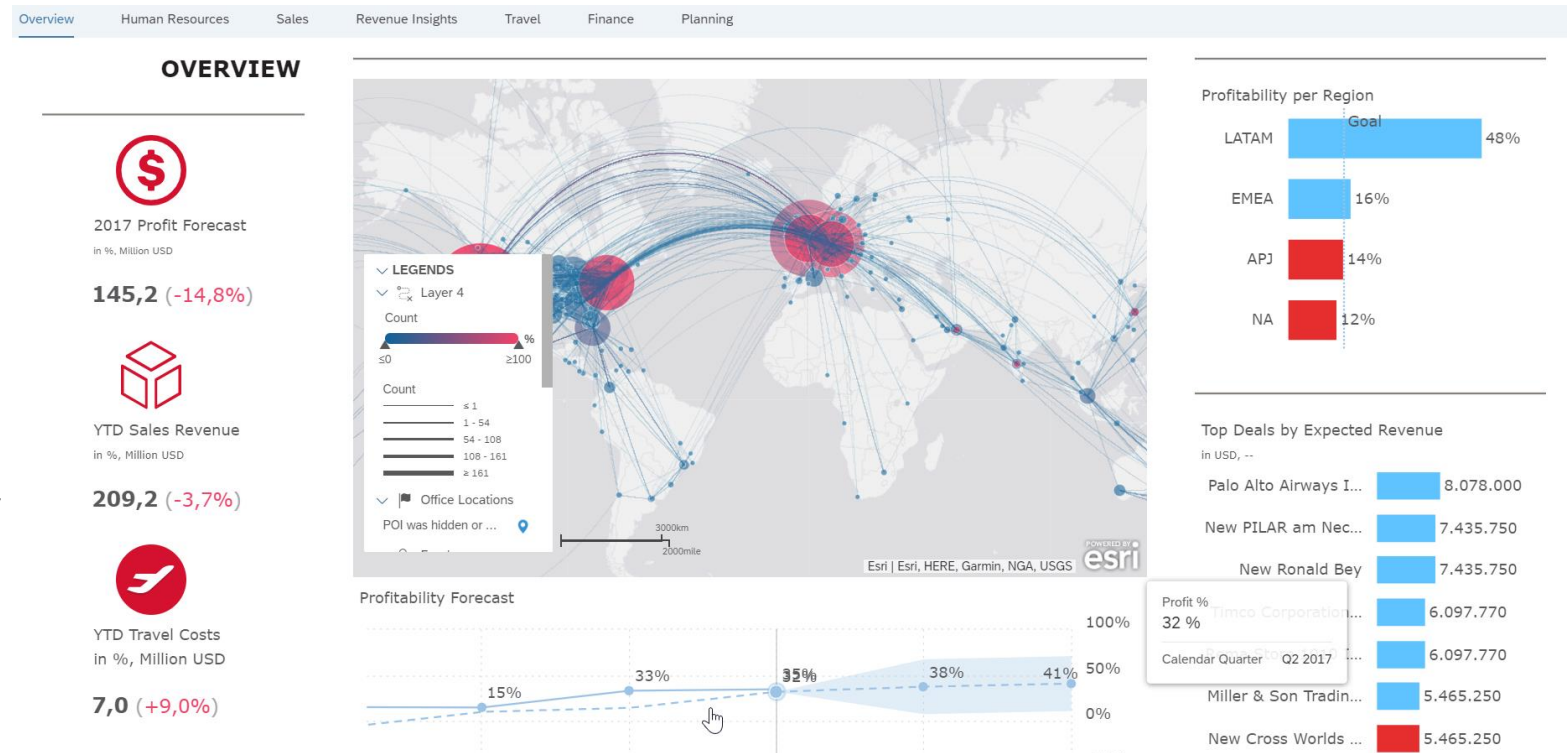 Overview Human Resources Sales Revenue Insights Travel Finance Planning
OVERVIEW
2017 Profit Forecast
in %, Million USD
145,2 (-14,8%)
YTD Sales Revenue
in %, Million USD
209,2 (-3,7%)
YTD Travel Costs
in %, Million USD
7,0 (+9,0%)
LEGENDS
Layer 4
Count
%
≤0 ≥100
Count
≤ 1
1 - 54
54 - 108
108 - 161
≥ 161
Office Locations
POI was hidden or ...
3000km
2000mile
Esri | Esri, HERE, Garmin, NGA, USGS
POWERED BY
esri
Profitability Forecast
100%
50%
0%
15%
33%
35%
32%
38%
41%
Profitability per Region
Goal
LATAM 48%
EMEA 16%
APJ 14%
NA 12%
Top Deals by Expected Revenue
in USD, --
Palo Alto Airways I... 8.078.000
New PILAR am Nec... 7.435.750
New Ronald Bey 7.435.750
Timco Corporation... 6.097.770
6.097.770
Miller & Son Tradin... 5.465.250
New Cross Worlds ... 5.465.250
Profit %
32 %
Calendar Quarter Q2 2017